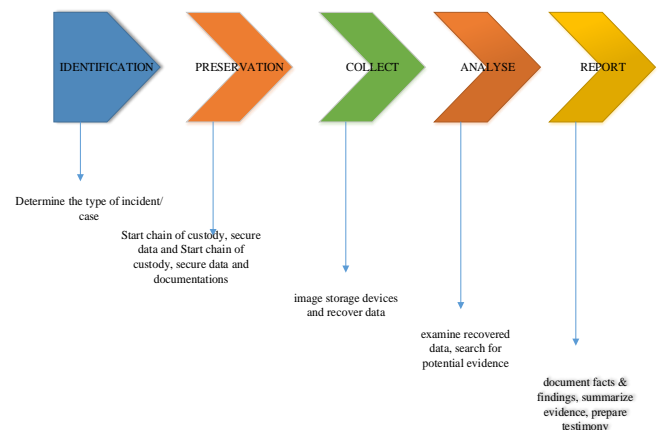 IDENTIFICATION
PRESERVATION
COLLECT
ANALYSE
REPORT
Determine the type of incident/
case
Start chain of custody, secure
data and Start chain of
custody, secure data and
documentations
image storage devices
and recover data
examine recovered
data, search for
potential evidence
document facts &
findings, summarize
evidence, prepare
testimony